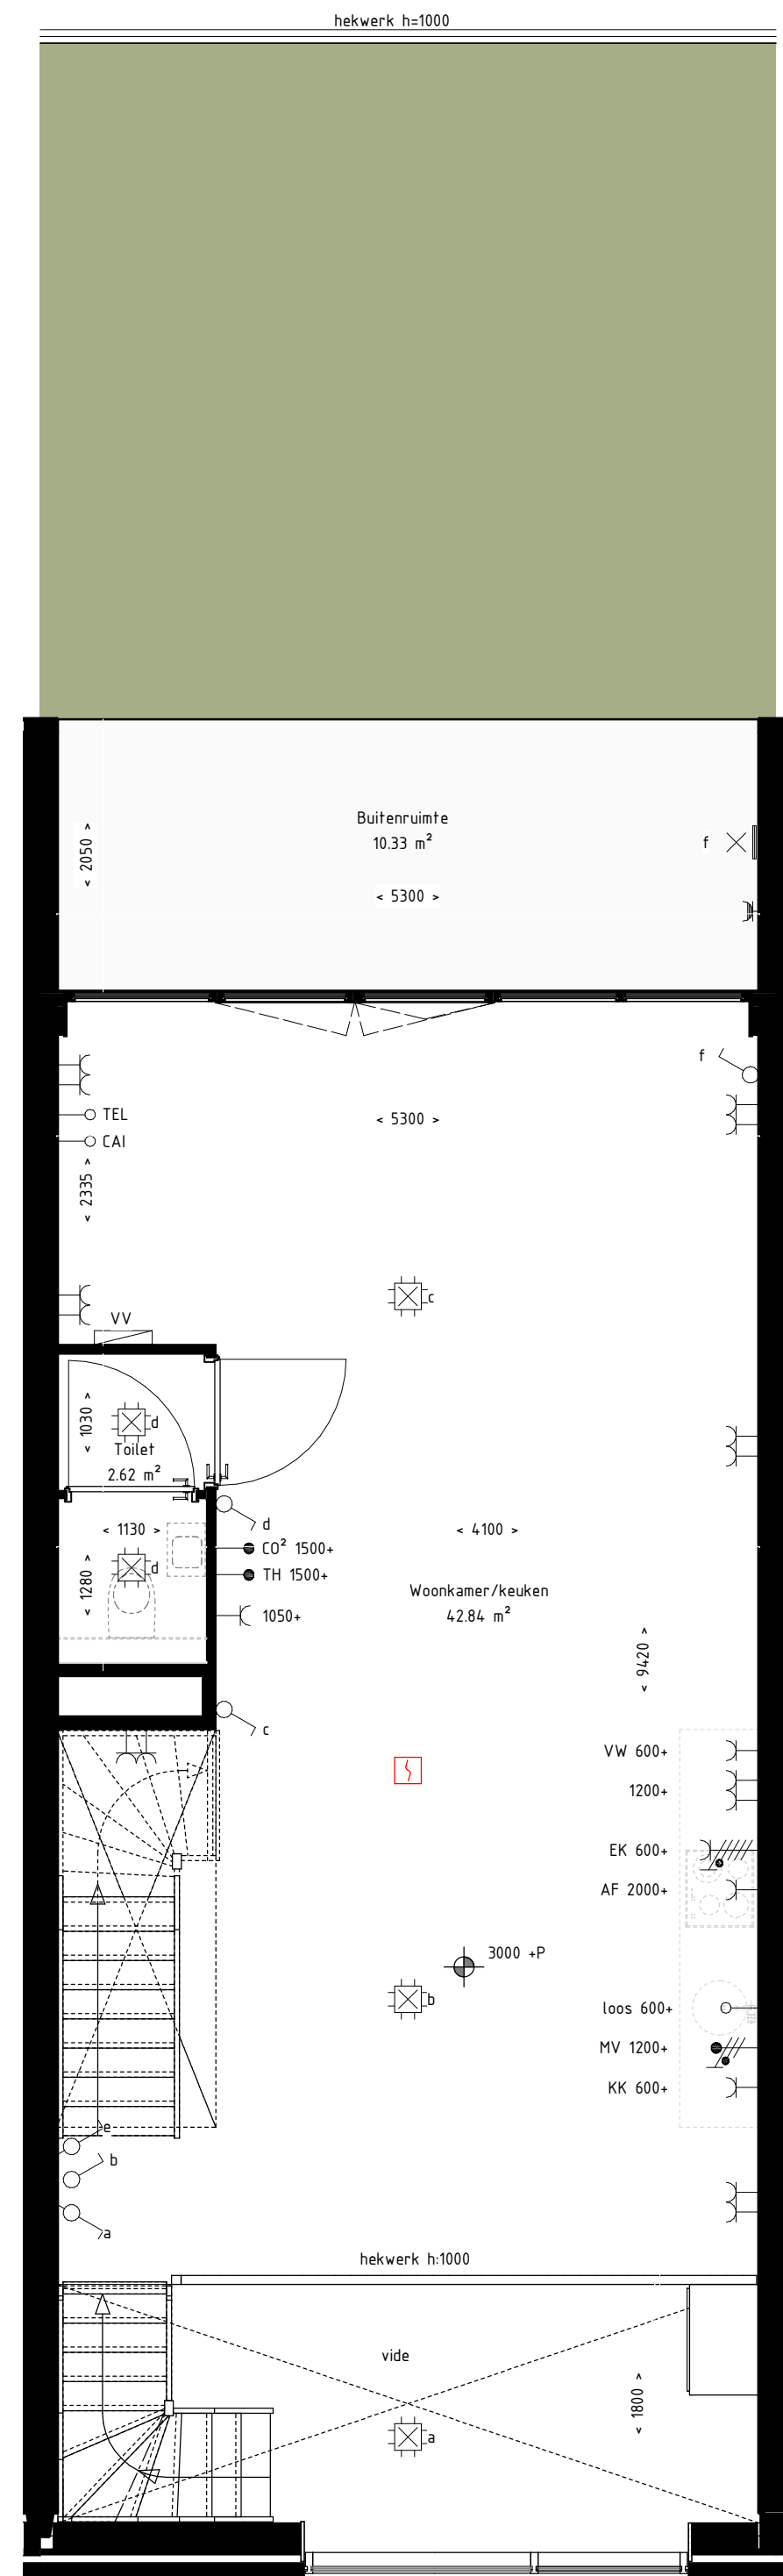 hekwerk h=1000
Buitenruimte
10.33 m²
f
< 2050 >
< 5300 >
f
TEL
< 5300 >
CAI
< 2335 >
c
VV
< 1030 >
d
Toilet
2.62 m²
d
< 1130 >
< 4100 >
CO² 1500+
d
TH 1500+
< 1280 >
Woonkamer/keuken
1050+
42.84 m²
< 9420 >
c
VW 600+
1200+
EK 600+
AF 2000+
3000 +P
b
loos 600+
MV 1200+
KK 600+
e
b
a
hekwerk h:1000
vide
< 1800 >
a